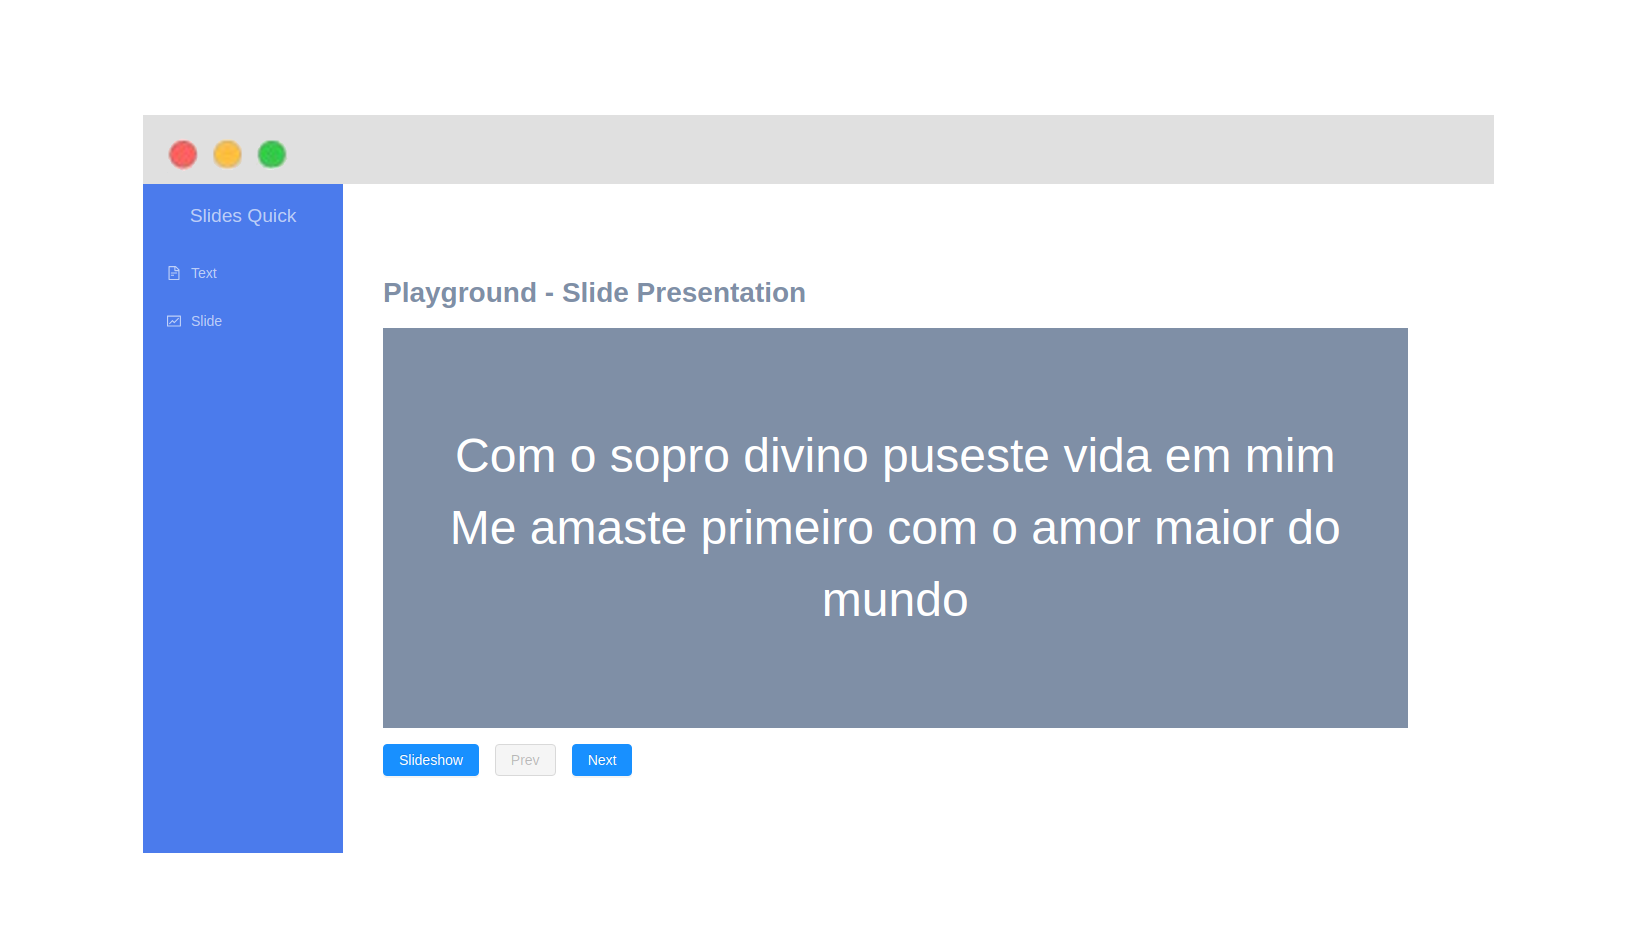 Slides Quick
Text
Slide
Playground - Slide Presentation
Com o sopro divino puseste vida em mim
Me amaste primeiro com o amor maior do
mundo
Slideshow
Prev
Next